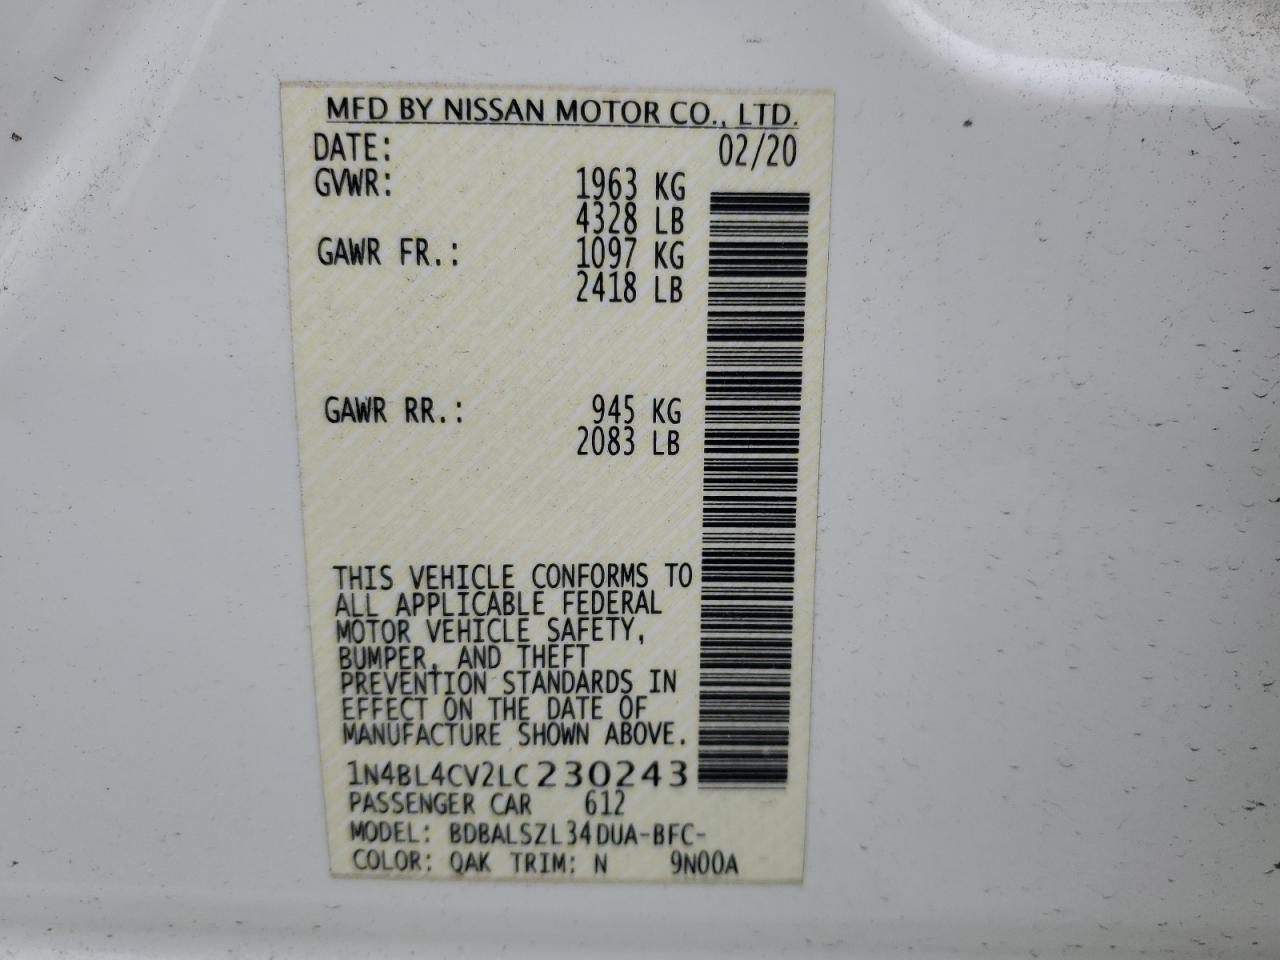 MFD BY NISSAN MOTOR CO., LTD.
DATE: 02/20
GVWR: 1963 KG
4328 LB
GAWR FR.: 1097 KG
2418 LB
GAWR RR.: 945 KG
2083 LB
THIS VEHICLE CONFORMS TO
ALL APPLICABLE FEDERAL
MOTOR VEHICLE SAFETY,
BUMPER, AND THEFT
PREVENTION STANDARDS IN
EFFECT ON THE DATE OF
MANUFACTURE SHOWN ABOVE.
1N4BL4CV2LC230243
PASSENGER CAR 612
MODEL: BDBALSZL34DUA-BFC-
COLOR: QAK TRIM: N 9N00A